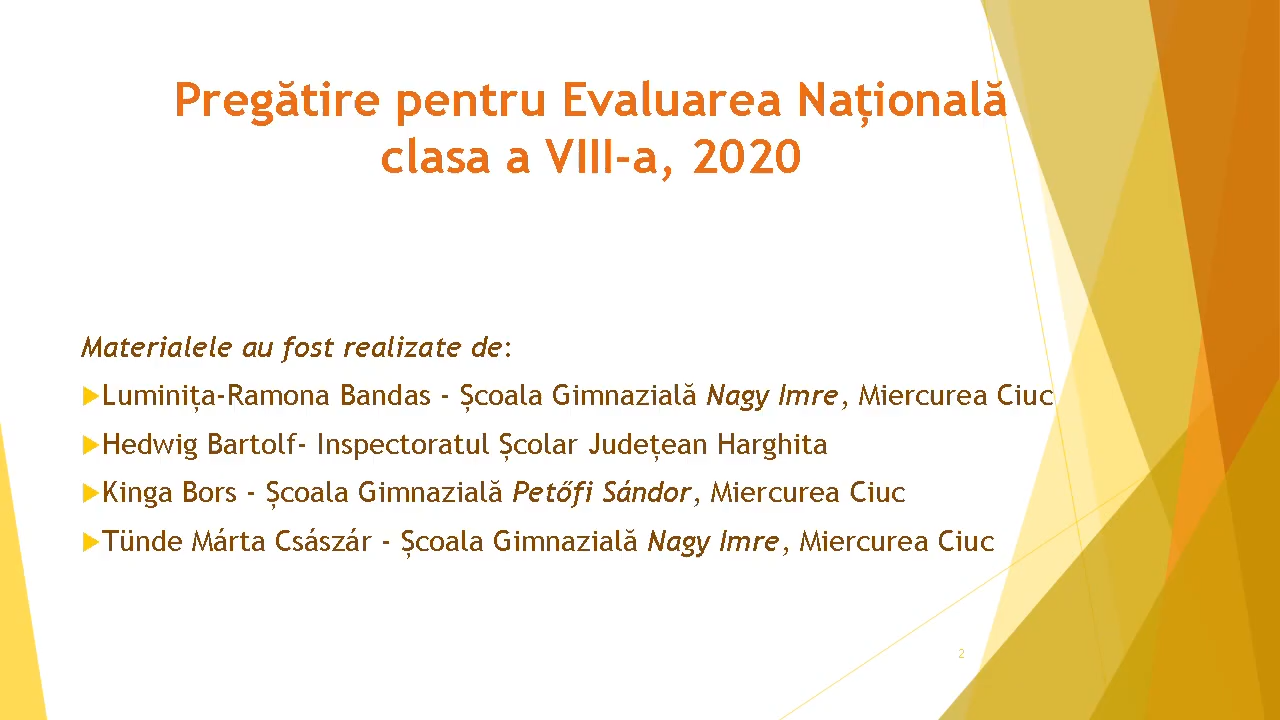 Pregătire pentru Evaluarea Națională
clasa a VIII-a, 2020
Materialele au fost realizate de:
Luminița-Ramona Bandas - Școala Gimnazială Nagy Imre, Miercurea Ciuc
Hedwig Bartolf- Inspectoratul Școlar Județean Harghita
Kinga Bors - Școala Gimnazială Petőfi Sándor, Miercurea Ciuc
Tünde Márta Császár - Școala Gimnazială Nagy Imre, Miercurea Ciuc
2